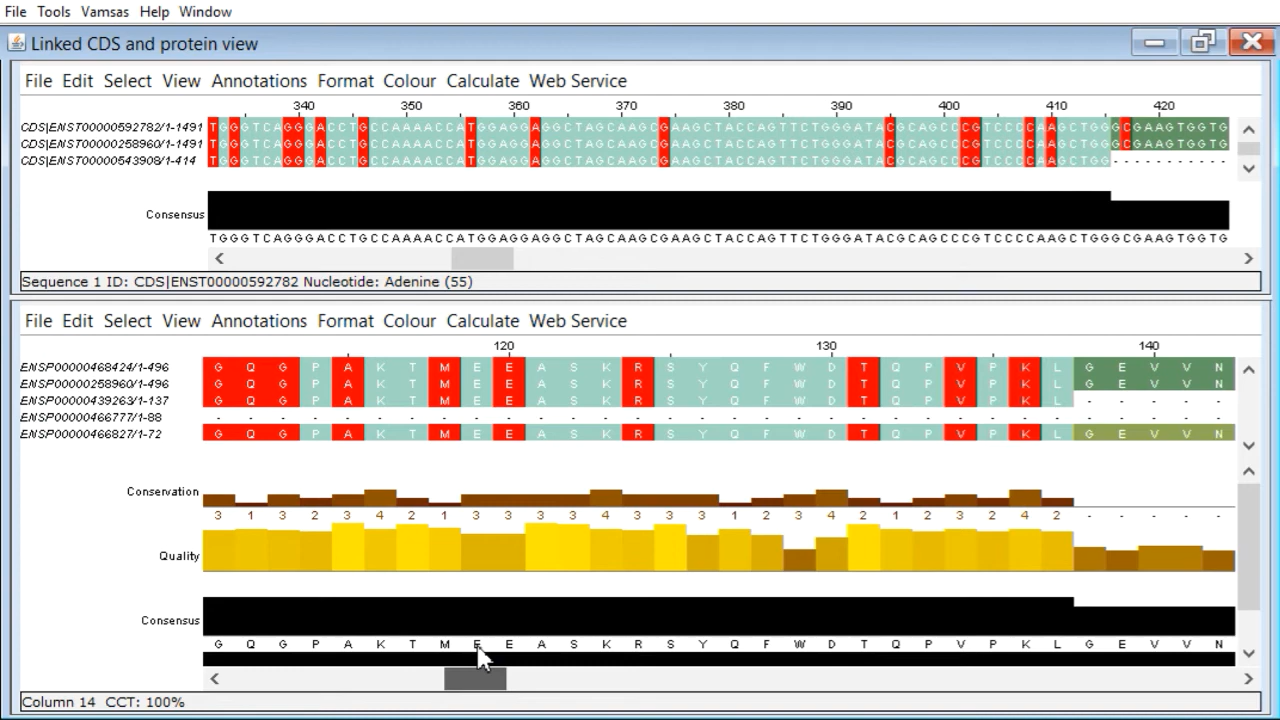 File Tools Vamsas Help Window
Linked CDS and protein view
File Edit Select View Annotations Format Colour Calculate Web Service
340 350 360 370 380 390 400 410 420
CDS|ENST00000592782/1-1491 TGGGTCAGGGACCTGCCAAAACCATGGAGGAGGCTAGCAAGCGAAGCTACCAGTTCTGGGATACGCAGCCCGTCCCCAAGCTGGGCGAAGTGGTG
CDS|ENST00000258960/1-1491 TGGGTCAGGGACCTGCCAAAACCATGGAGGAGGCTAGCAAGCGAAGCTACCAGTTCTGGGATACGCAGCCCGTCCCCAAGCTGGGCGAAGTGGTG
CDS|ENST00000543908/1-414 TGGGTCAGGGACCTGCCAAAACCATGGAGGAGGCTAGCAAGCGAAGCTACCAGTTCTGGGATACGCAGCCCGTCCCCAAGCTGG-----------
Consensus
TGGGTCAGGGACCTGCCAAAACCATGGAGGAGGCTAGCAAGCGAAGCTACCAGTTCTGGGATACGCAGCCCGTCCCCAAGCTGGGCGAAGTGGTG
Sequence 1 ID: CDS|ENST00000592782 Nucleotide: Adenine (55)
File Edit Select View Annotations Format Colour Calculate Web Service
120 130 140
ENSP00000468424/1-496 G Q G P A K T M E E A S K R S Y Q F W D T Q P V P K L G E V V N
ENSP00000258960/1-496 G Q G P A K T M E E A S K R S Y Q F W D T Q P V P K L G E V V N
ENSP00000439263/1-137 G Q G P A K T M E E A S K R S Y Q F W D T Q P V P K L - - - - -
ENSP00000466777/1-88 - - - - - - - - - - - - - - - - - - - - - - - - - - - - - - - -
ENSP00000466827/1-72 G Q G P A K T M E E A S K R S Y Q F W D T Q P V P K L G E V V N
Conservation
3 1 3 2 3 4 2 1 3 3 3 3 4 3 3 3 1 2 3 4 2 1 2 3 2 4 2 - - - - -
Quality
Consensus
G Q G P A K T M E E A S K R S Y Q F W D T Q P V P K L G E V V N
Column 14 CCT: 100%